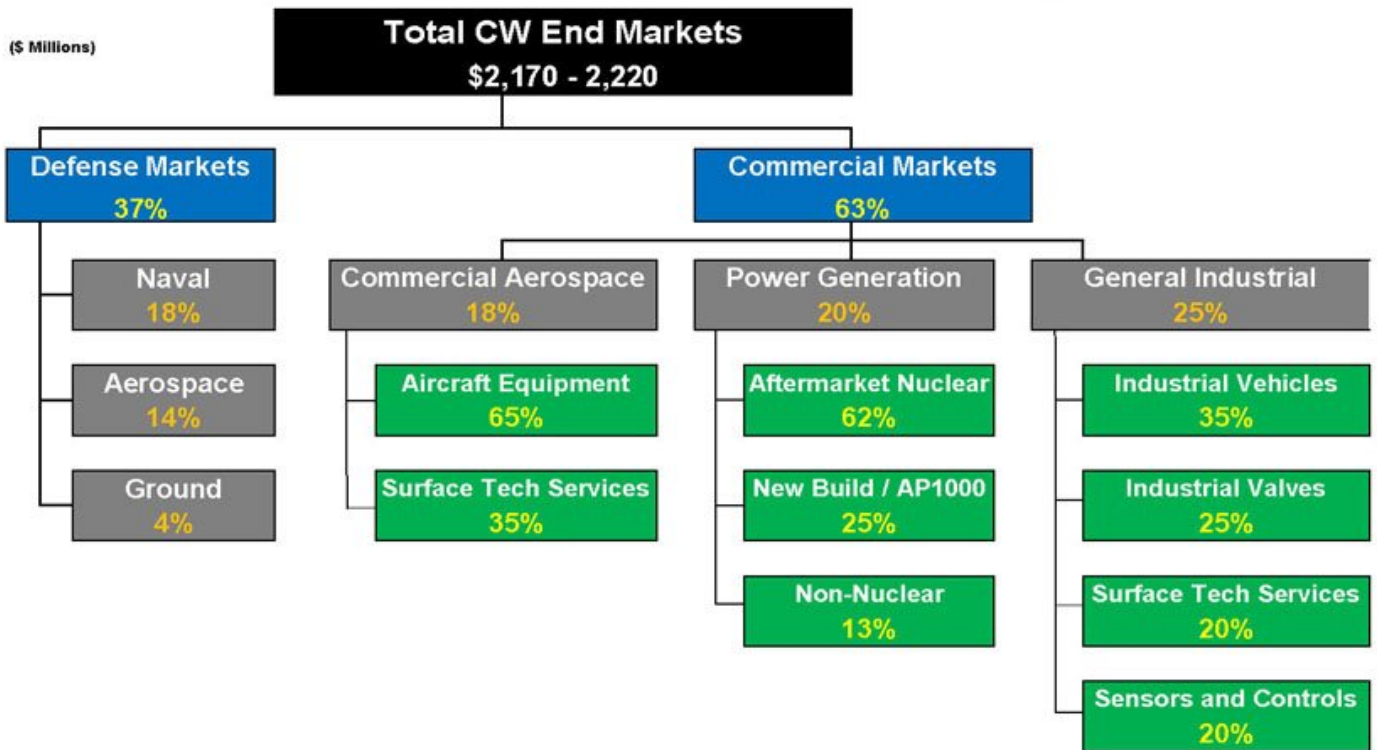 Total CW End Markets
($ Millions)
$2,170 - 2,220
Defense Markets
37%
Commercial Markets
63%
Naval
18%
Commercial Aerospace
18%
Power Generation
20%
General Industrial
25%
Aerospace
14%
Aircraft Equipment
65%
Aftermarket Nuclear
62%
Industrial Vehicles
35%
Ground
4%
Surface Tech Services
35%
New Build / AP1000
25%
Industrial Valves
25%
Non-Nuclear
13%
Surface Tech Services
20%
Sensors and Controls
20%